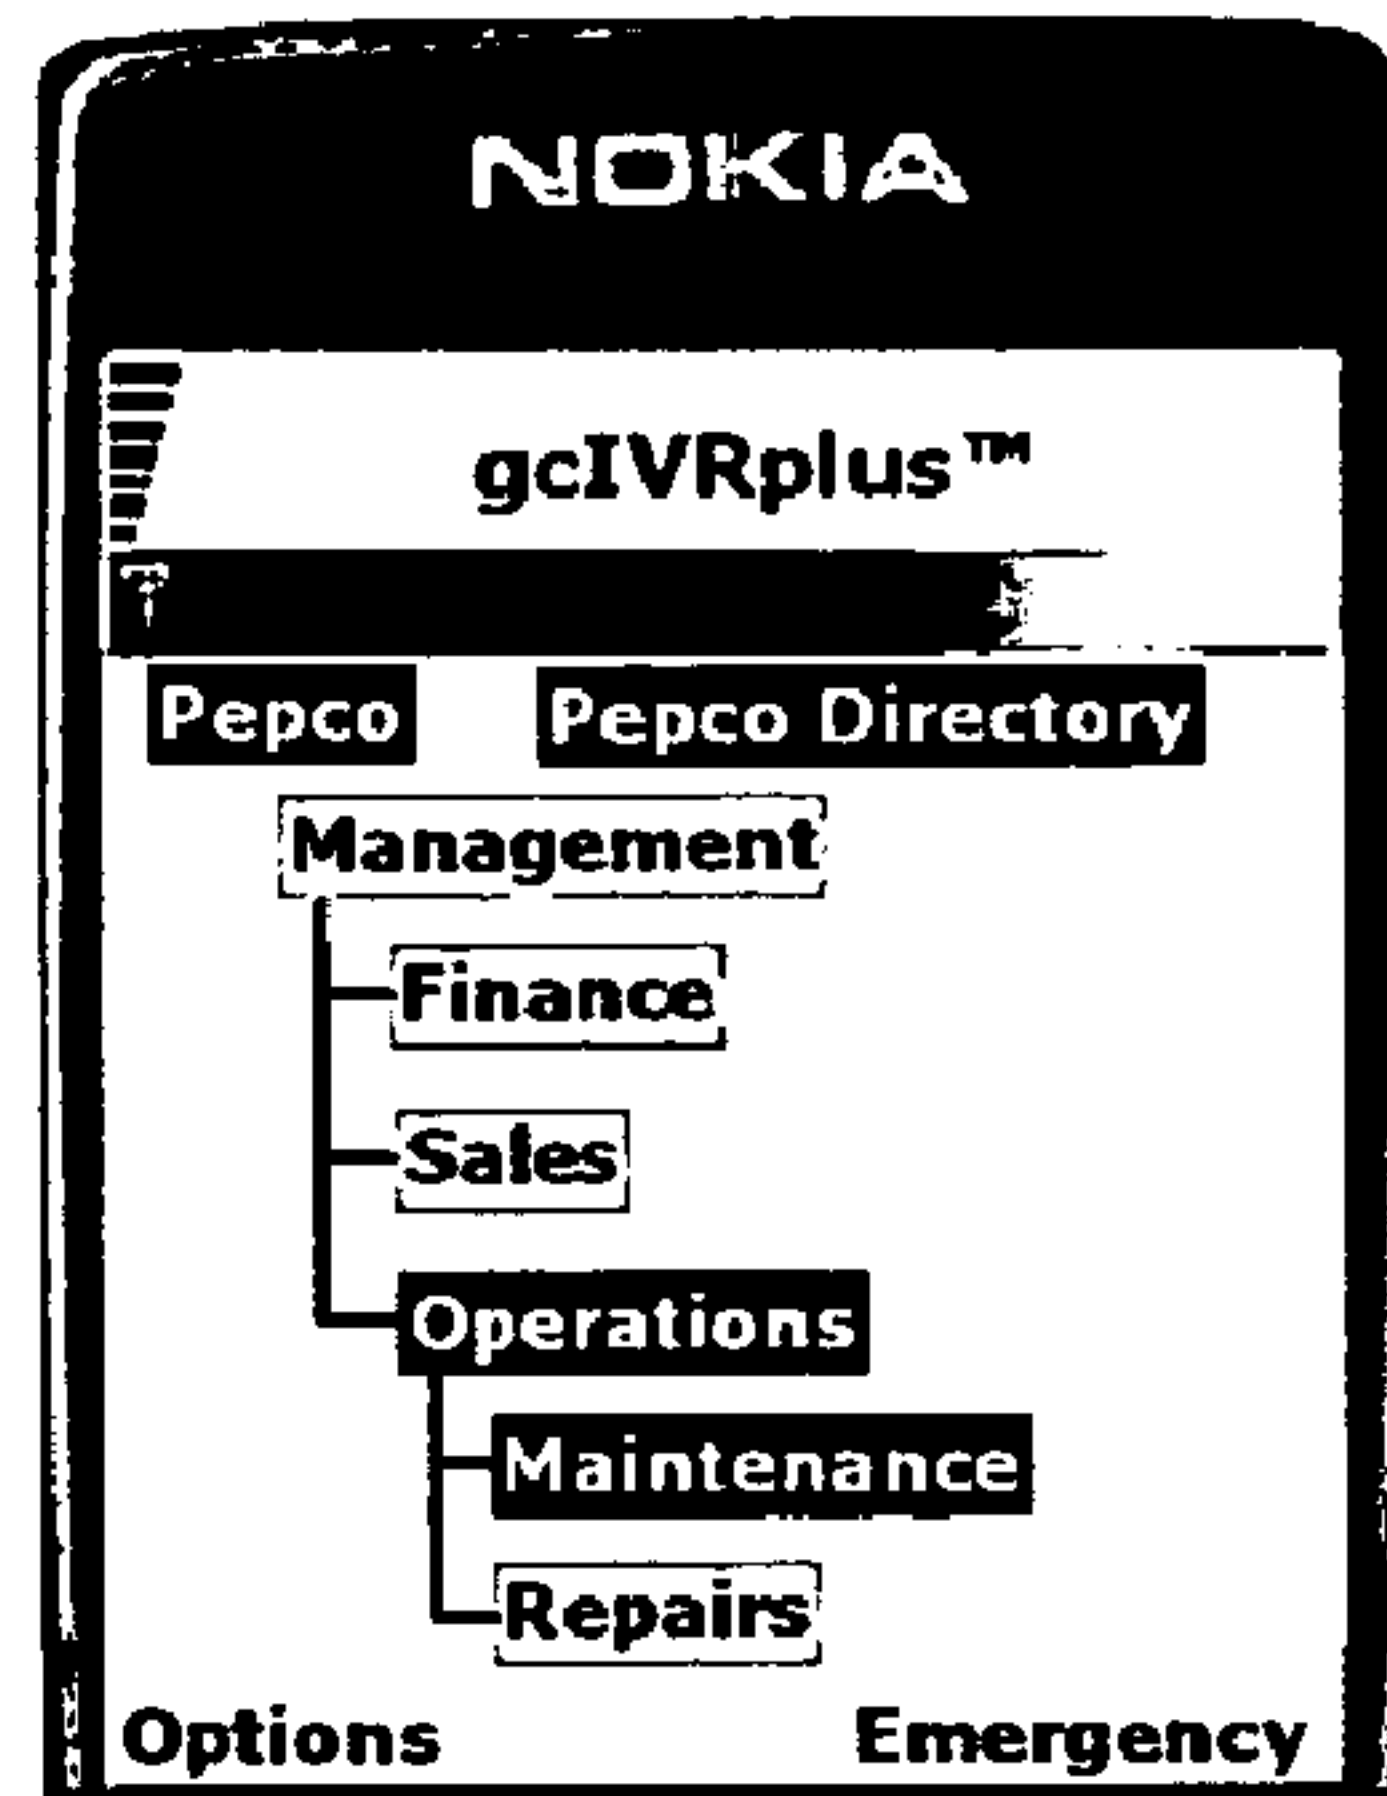 NOKIA
gcIVRplus™
Pepco Pepco Directory
Management
Finance
Sales
Operations
Maintenance
Repairs
Options Emergency